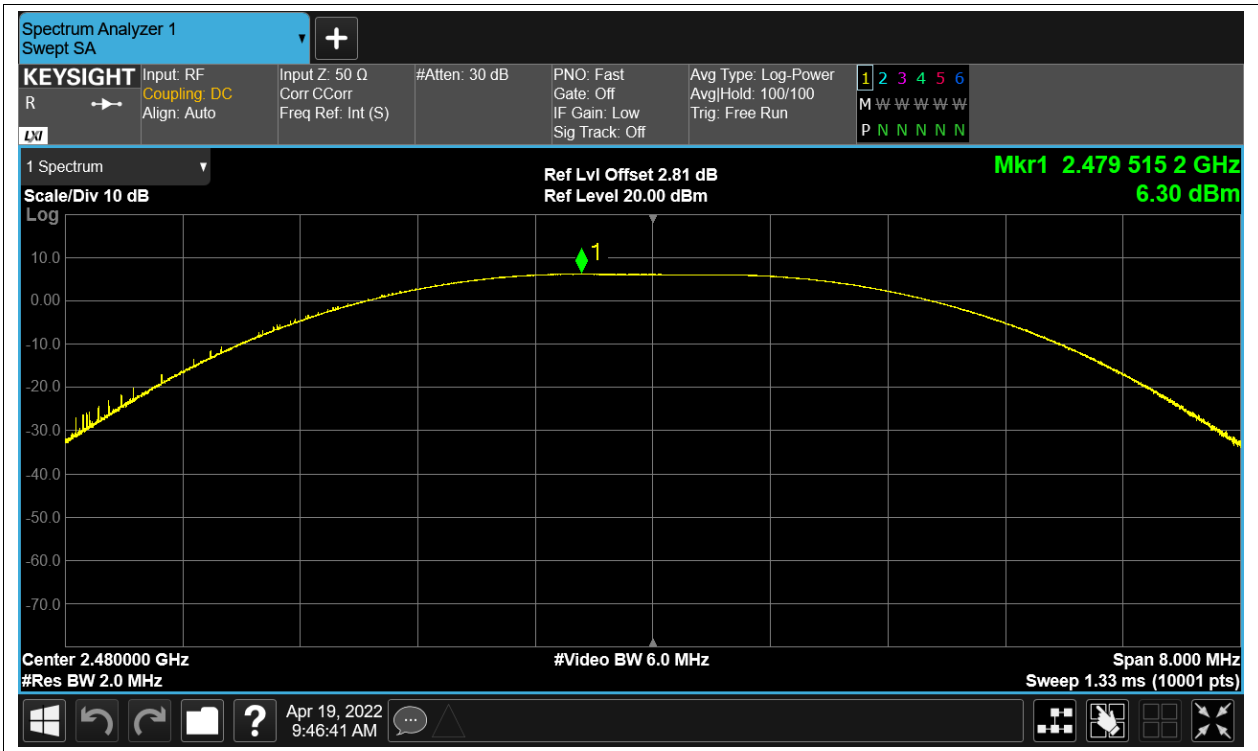 Spectrum Analyzer 1
Swept SA
+
KEYSIGHT
R
LXI
Input: RF
Coupling: DC
Align: Auto
Input Z: 50 Ω
Corr CCorr
Freq Ref: Int (S)
#Atten: 30 dB
PNO: Fast
Gate: Off
IF Gain: Low
Sig Track: Off
Avg Type: Log-Power
Avg|Hold: 100/100
Trig: Free Run
1 2 3 4 5 6
M W W W W W
P N N N N N
1 Spectrum
Scale/Div 10 dB
Log
Ref Lvl Offset 2.81 dB
Ref Level 20.00 dBm
Mkr1 2.479 515 2 GHz
6.30 dBm
1
10.0
0.00
-10.0
-20.0
-30.0
-40.0
-50.0
-60.0
-70.0
Center 2.480000 GHz
#Res BW 2.0 MHz
#Video BW 6.0 MHz
Span 8.000 MHz
Sweep 1.33 ms (10001 pts)
?
Apr 19, 2022
9:46:41 AM